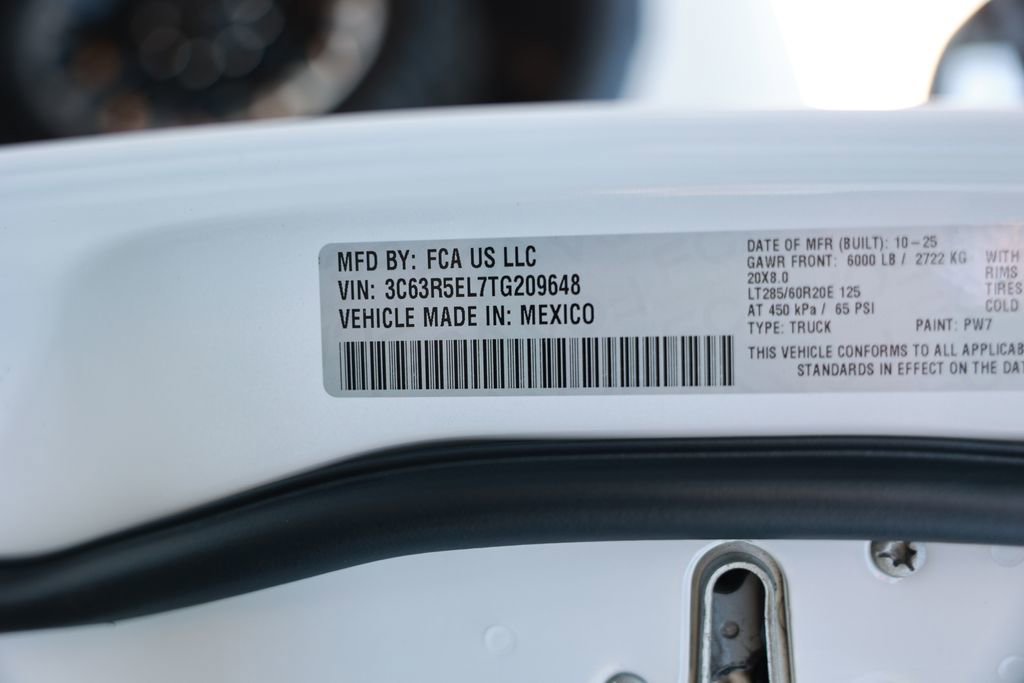 MFD BY: FCA US LLC
VIN: 3C63R5EL7TG209648
VEHICLE MADE IN: MEXICO
DATE OF MFR (BUILT): 10-25
GAWR FRONT: 6000 LB / 2722 KG WITH
20X8.0 RIMS
LT285/60R20E 125 TIRES
AT 450 kPa / 65 PSI COLD
TYPE: TRUCK PAINT: PW7
THIS VEHICLE CONFORMS TO ALL APPLICAB
STANDARDS IN EFFECT ON THE DAT